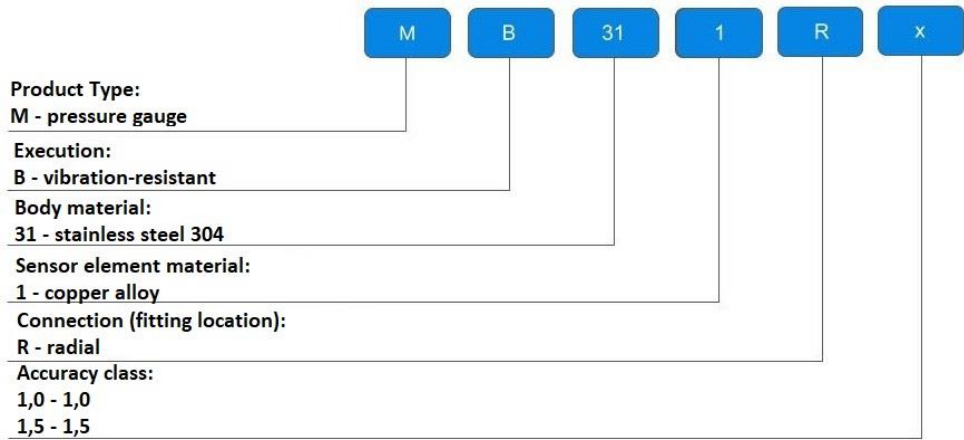 M B 31 1 R x
Product Type:
M - pressure gauge
Execution:
B - vibration-resistant
Body material:
31 - stainless steel 304
Sensor element material:
1 - copper alloy
Connection (fitting location):
R - radial
Accuracy class:
1,0 - 1,0
1,5 - 1,5